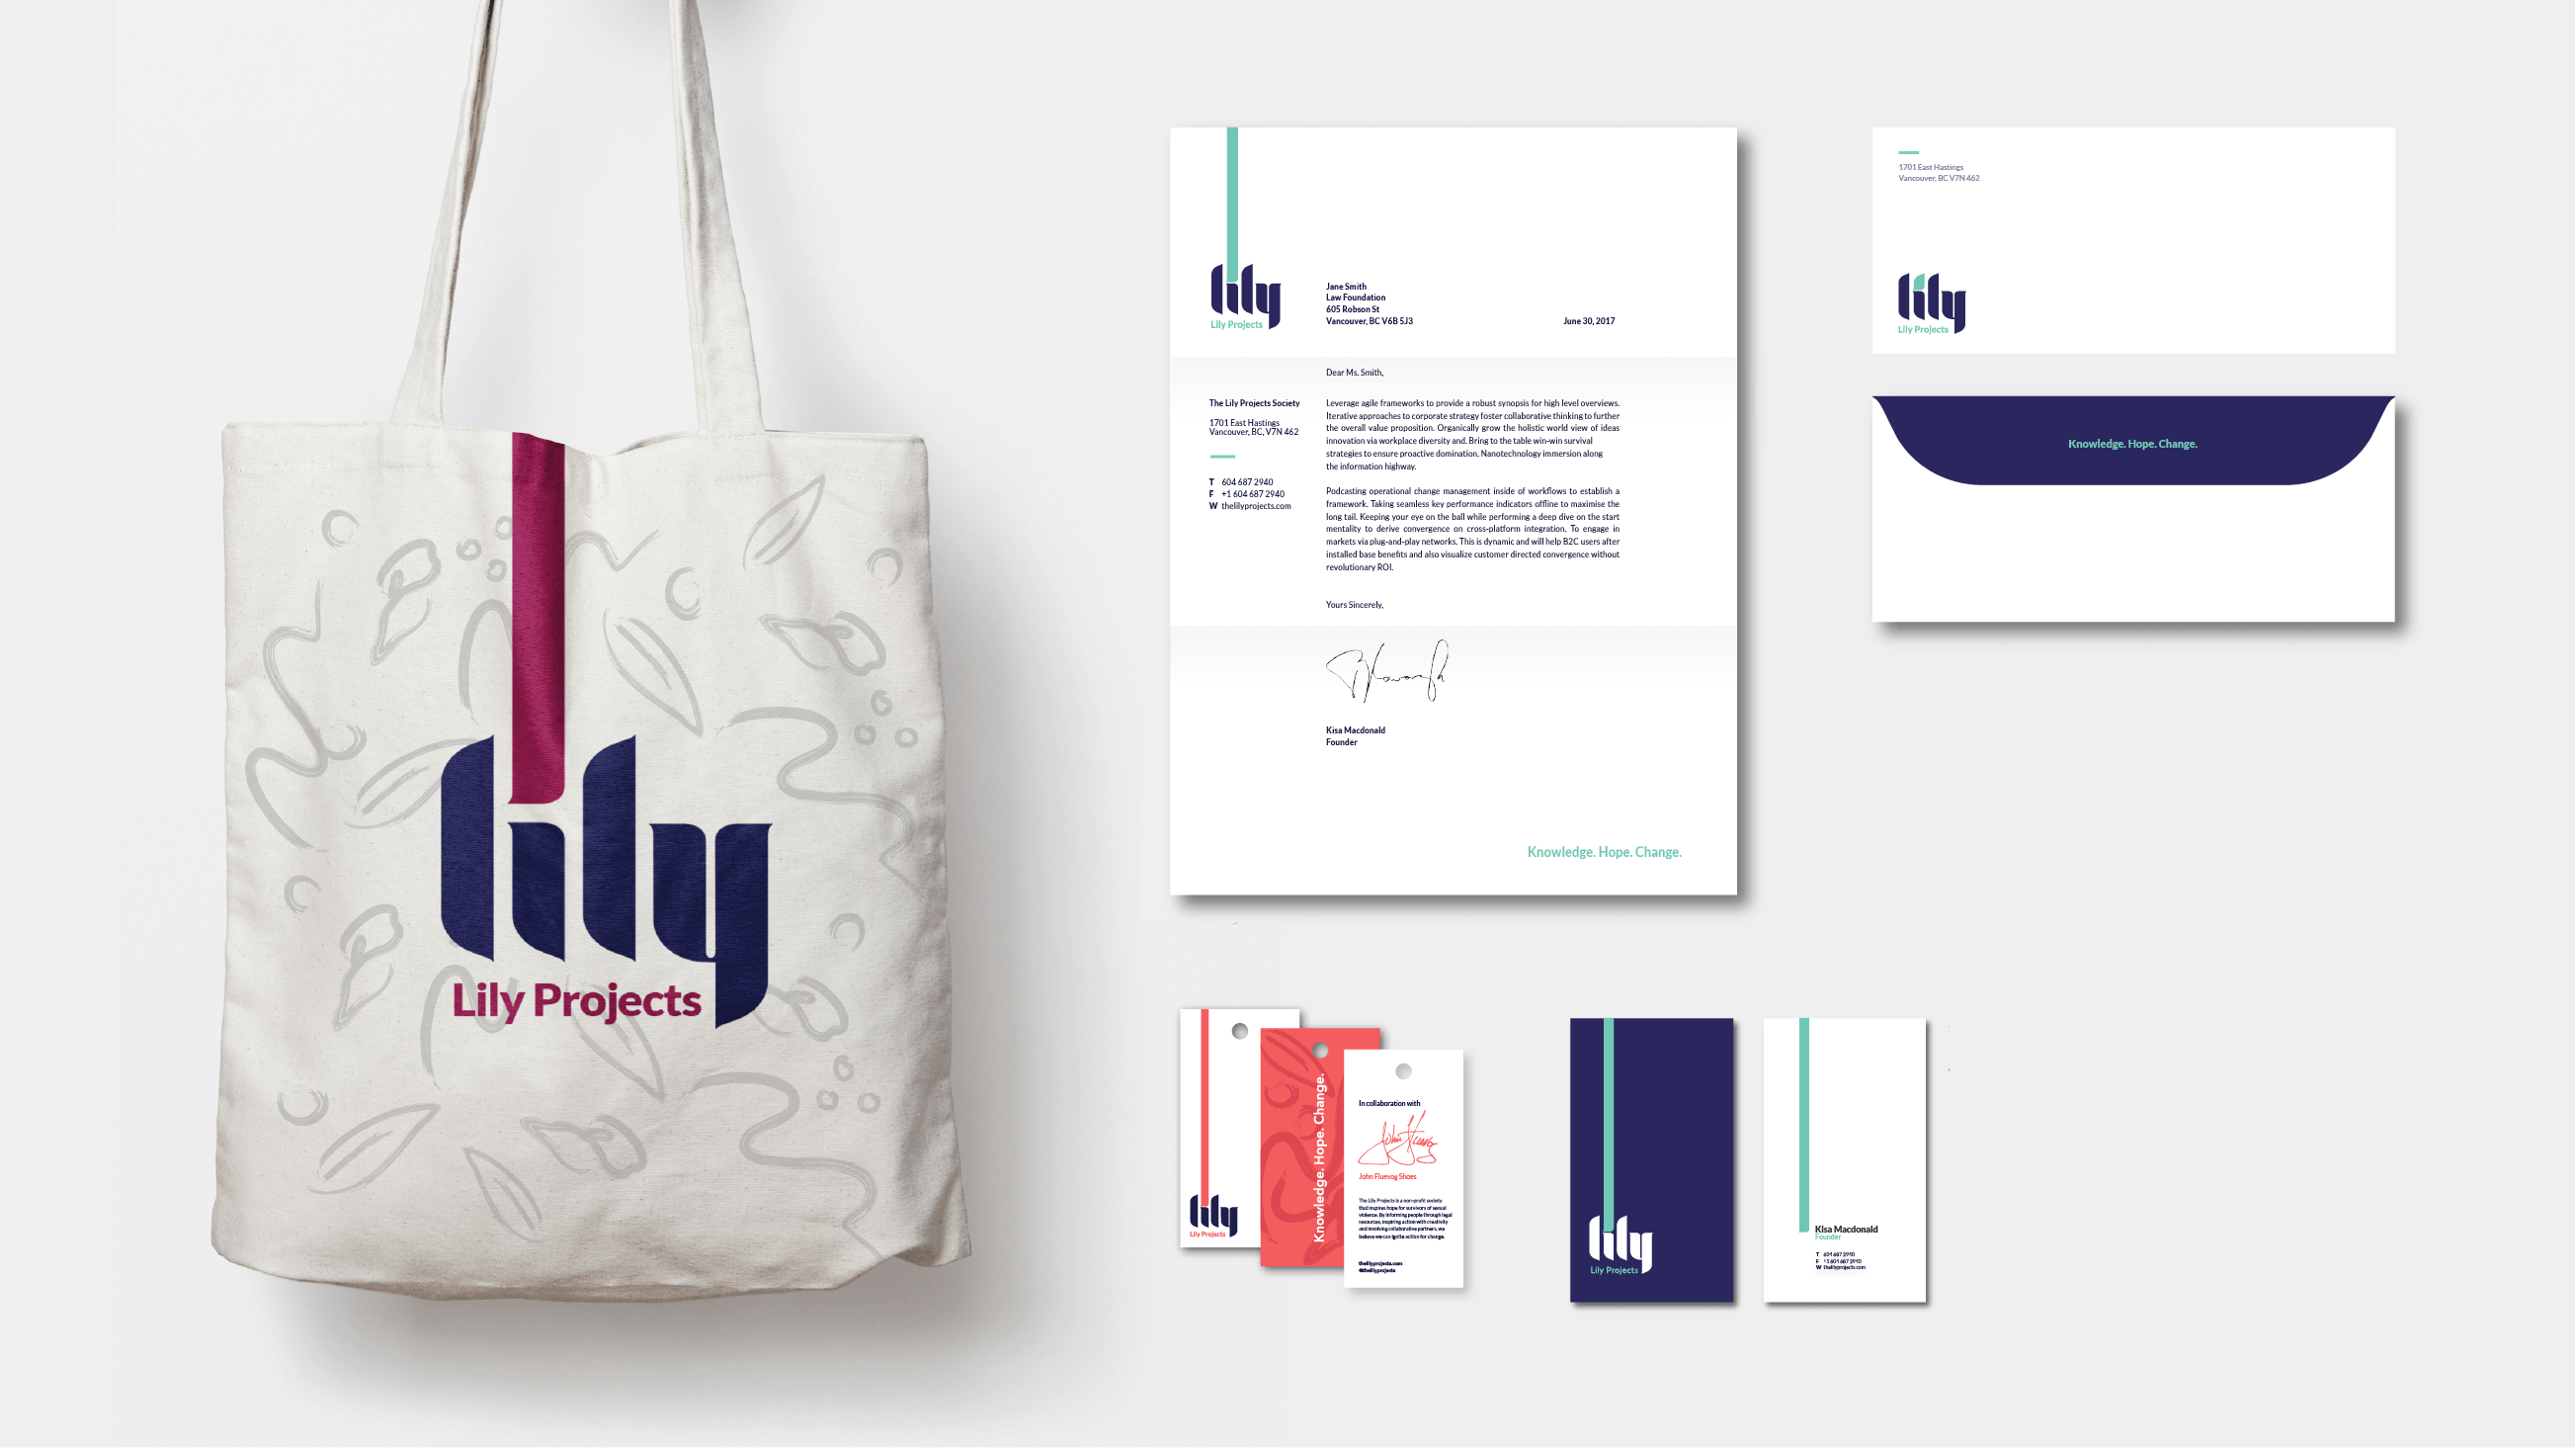 lily
Lily Projects
lily
Lily Projects
Jane Smith
Law Foundation
605 Robson St
Vancouver, BC V6B 5J3
June 30, 2017
Dear Ms. Smith,
The Lily Projects Society
1701 East Hastings
Vancouver, BC, V7N 462
T 604 687 2940
F +1 604 687 2940
W thelilyprojects.com
Leverage agile frameworks to provide a robust synopsis for high level overviews.
Iterative approaches to corporate strategy foster collaborative thinking to further
the overall value proposition. Organically grow the holistic world view of ideas
innovation via workplace diversity and. Bring to the table win-win survival
strategies to ensure proactive domination. Nanotechnology immersion along
the information highway.
Podcasting operational change management inside of workflows to establish a
framework. Taking seamless key performance indicators offline to maximise the
long tail. Keeping your eye on the ball while performing a deep dive on the start
mentality to derive convergence on cross-platform integration. To engage in
markets via plug-and-play networks. This is dynamic and will help B2C users after
installed base benefits and also visualize customer directed convergence without
revolutionary ROI.
Yours Sincerely,
Kisa Macdonald
Founder
Knowledge. Hope. Change.
1701 East Hastings
Vancouver, BC V7N 462
lily
Lily Projects
Knowledge. Hope. Change.
lily
Lily Projects
Knowledge. Hope. Change.
In collaboration with
John Fluevog Shoes
The Lily Projects is a non-profit society
that inspires hope for survivors of sexual
violence. By informing people through legal
resources, inspiring action with creativity
and involving collaborative partners, we
believe we can ignite action for change.
thelilyprojects.com
@thelilyprojects
lily
Lily Projects
Kisa Macdonald
Founder
T 604 687 2940
F +1 604 687 2940
W thelilyprojects.com